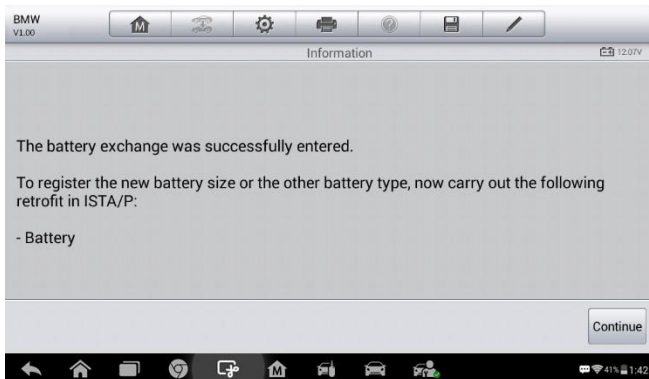 BMW
V1.00
Information
12.07V
The battery exchange was successfully entered.
To register the new battery size or the other battery type, now carry out the following
retrofit in ISTA/P:
- Battery
Continue
41% 1:42